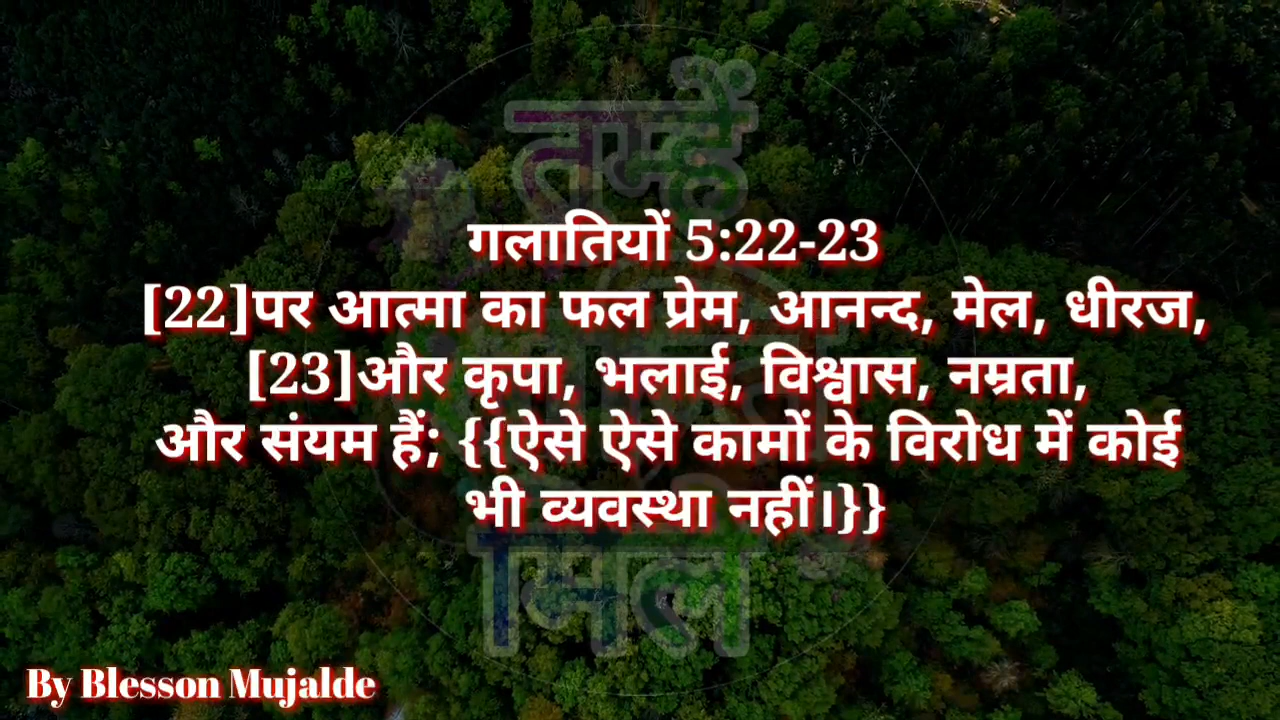 ताम्हें
गलातियों 5:22-23
[22]पर आत्मा का फल प्रेम, आनन्द, मेल, धीरज,
[23]और कृपा, भलाई, विश्वास, नम्रता,
और संयम हैं; {{ऐसे ऐसे कामों के विरोध में कोई
भी व्यवस्था नहीं।}}
मिल
By Blesson Mujalde